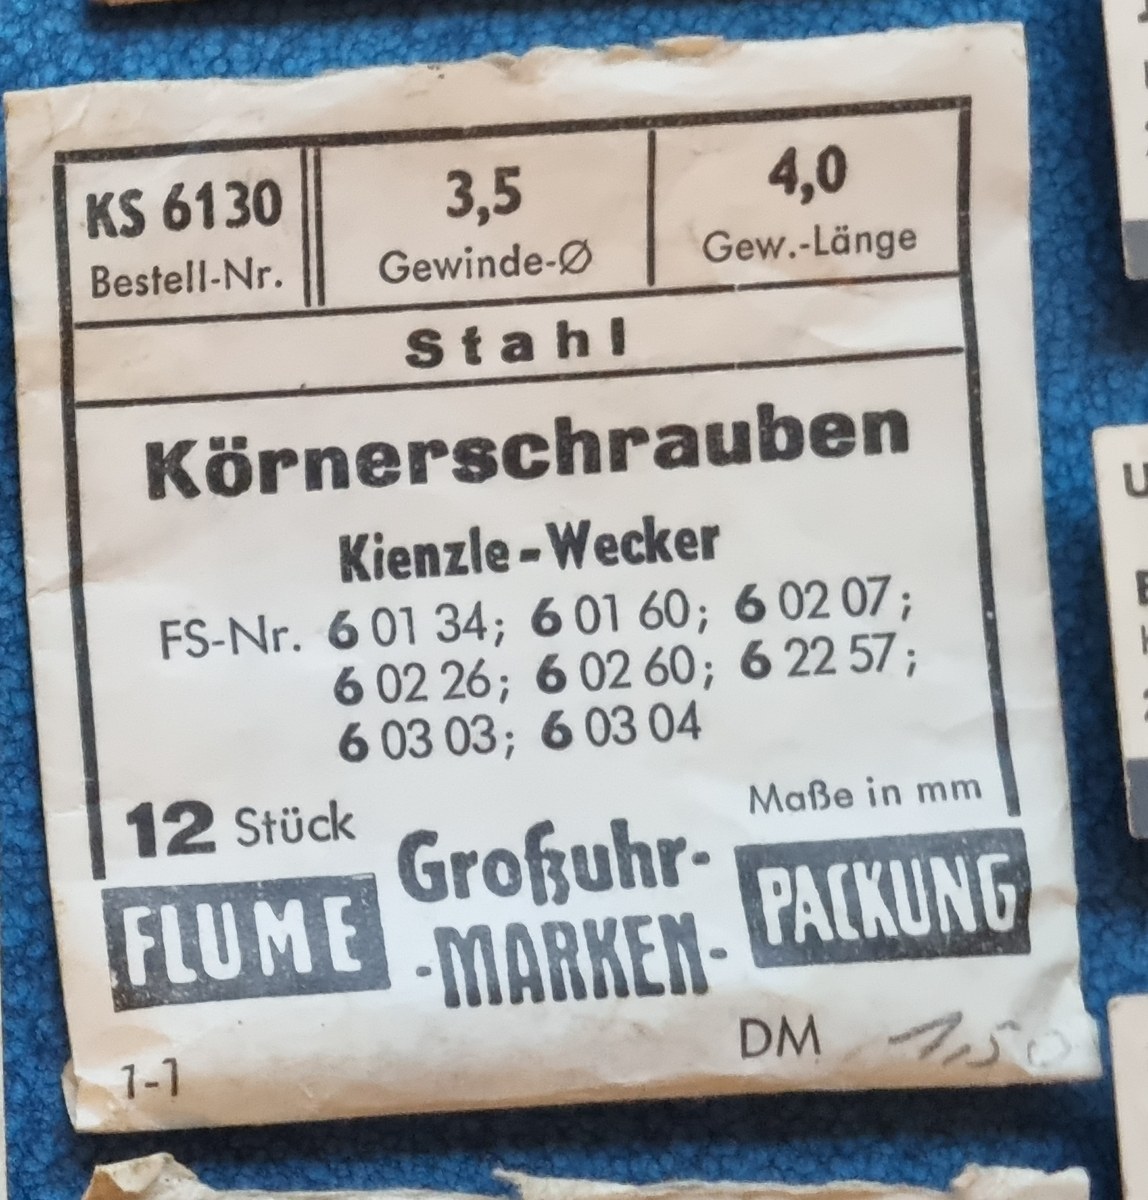 KS 6130
Bestell-Nr.
3,5
Gewinde-Ø
4,0
Gew.-Länge
Stahl
Körnerschrauben
Kienzle-Wecker
FS-Nr. 6 01 34; 6 01 60; 6 02 07;
6 02 26; 6 02 60; 6 22 57;
6 03 03; 6 03 04
12 Stück
Maße in mm
FLUME
Großuhr-
-MARKEN-
PACKUNG
DM 1,50
1-1